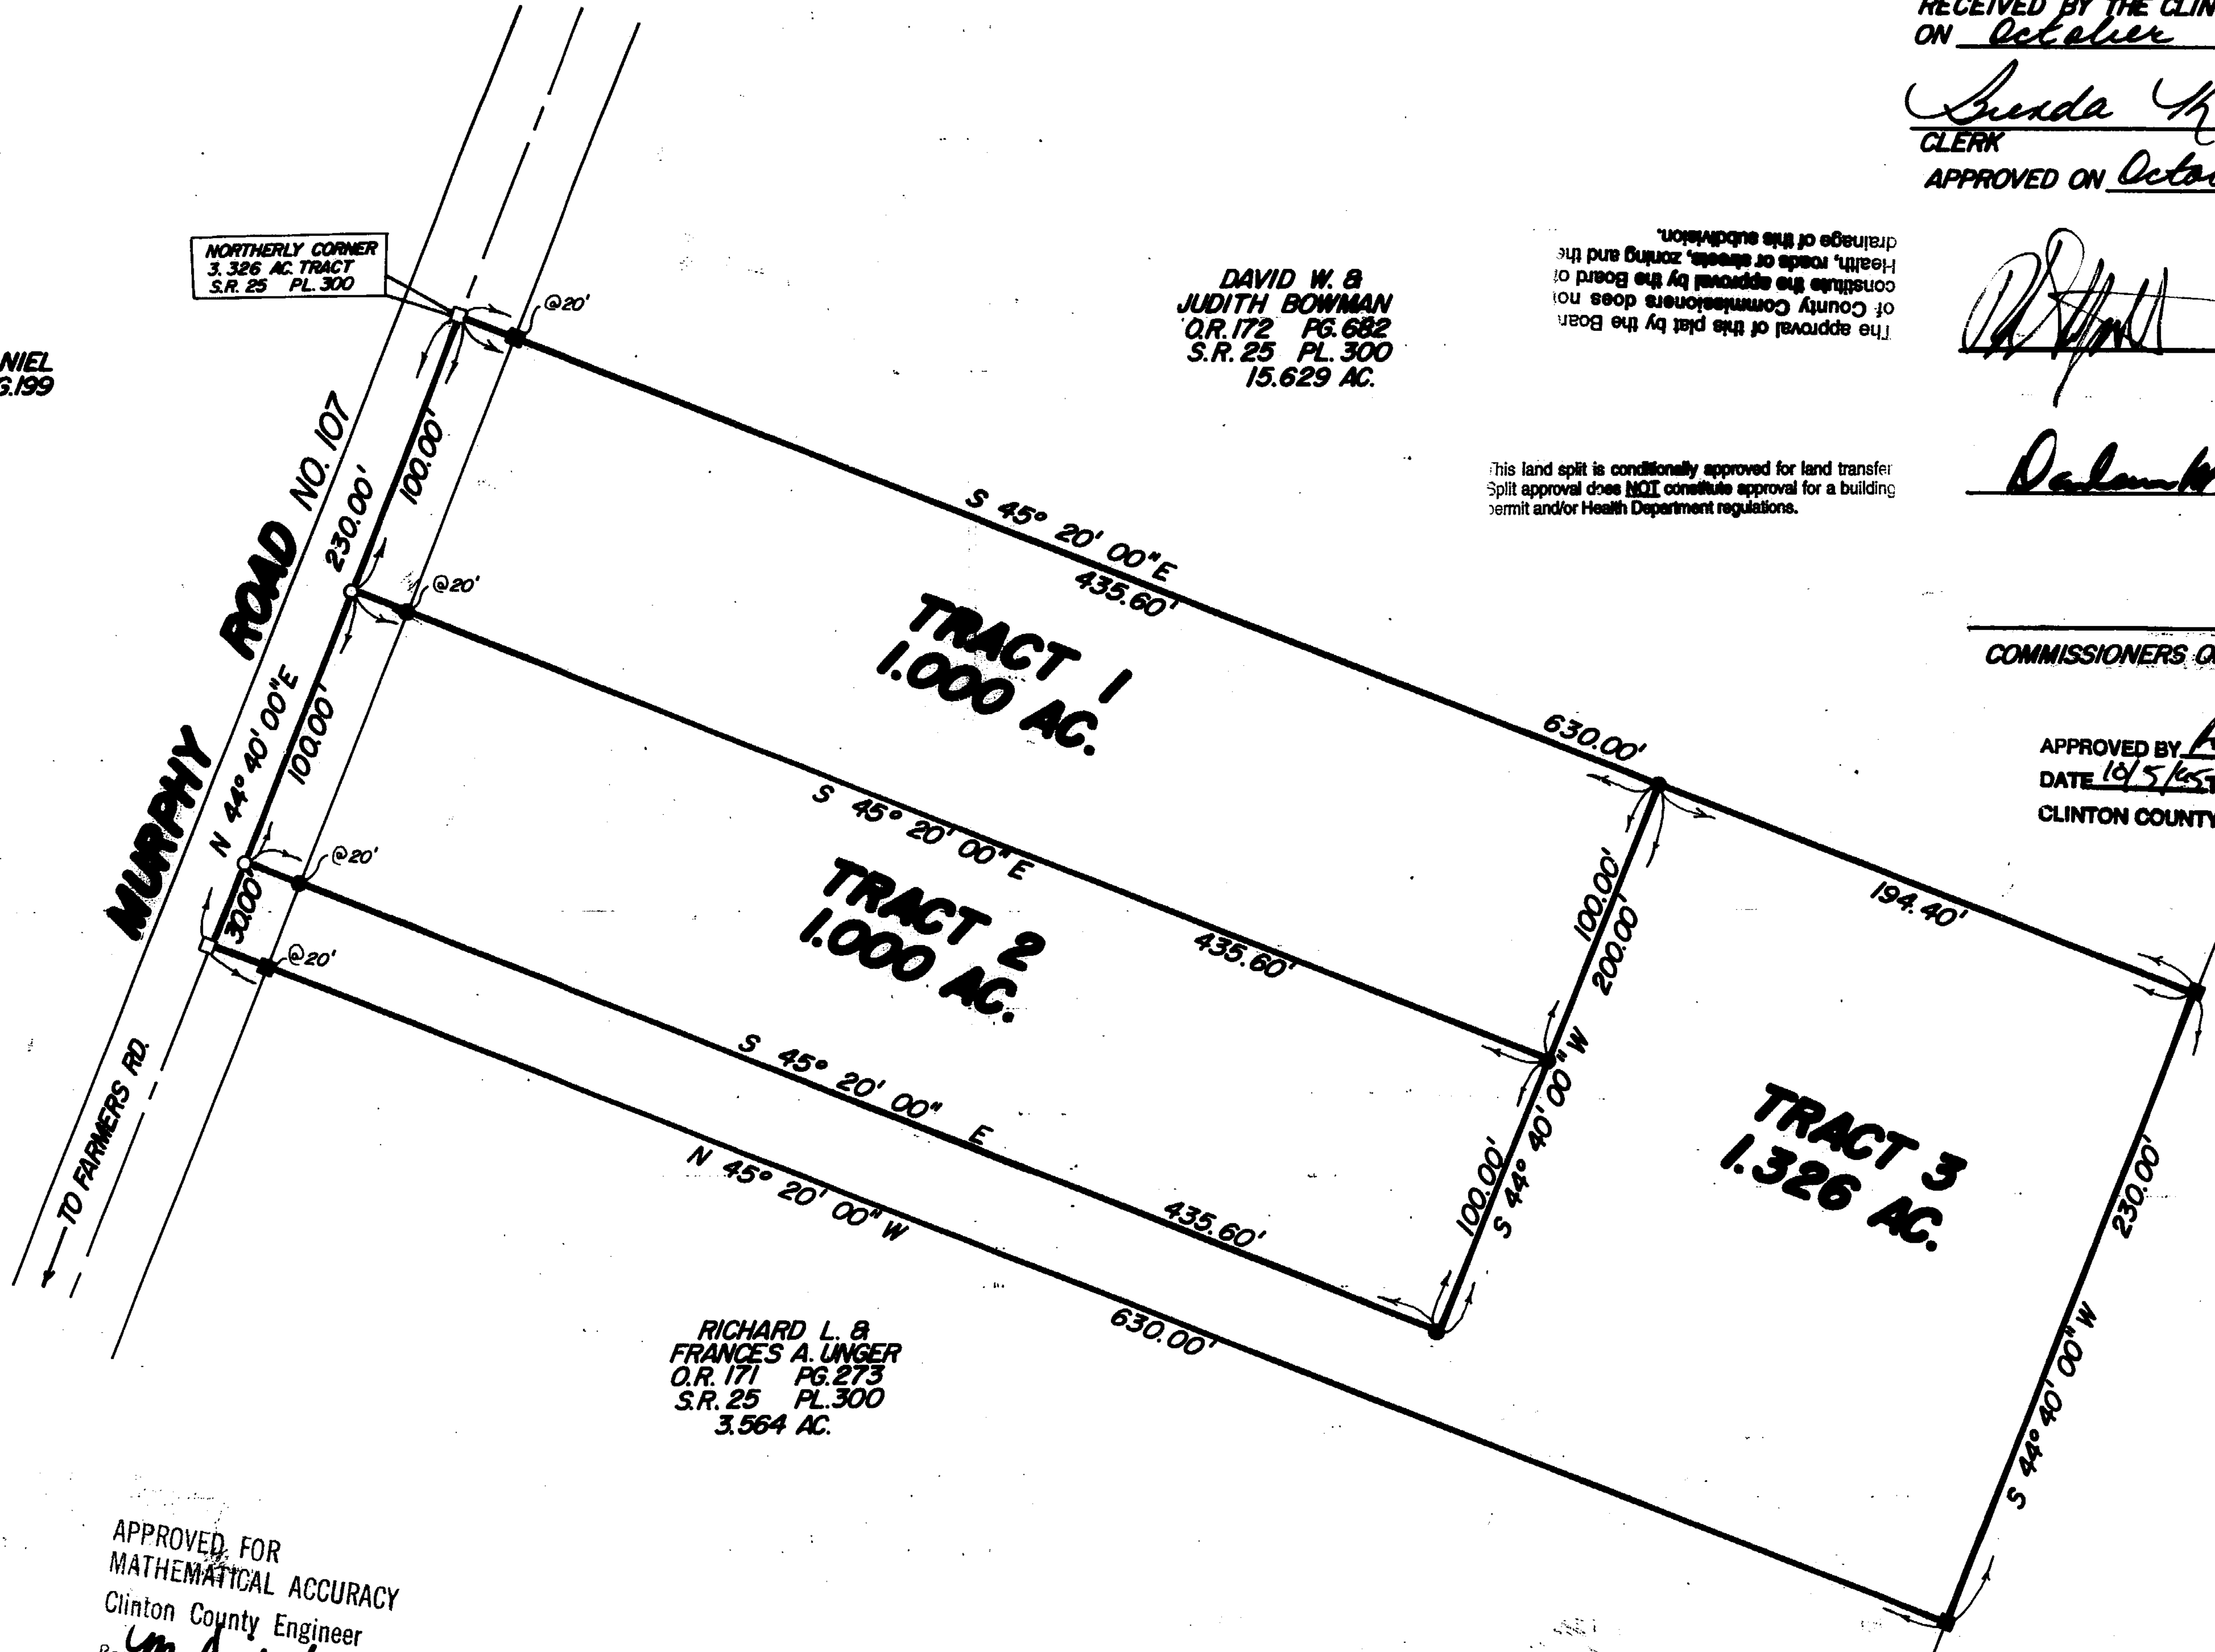 RECEIVED BY THE CLIN
ON October
Brenda
CLERK
APPROVED ON Octo
NORTHERLY CORNER
3.326 AC. TRACT
S.R. 25 PL. 300
@20'
NIEL
G.199
DAVID W. &
JUDITH BOWMAN
O.R. 172 PG. 682
S.R. 25 PL. 300
15.629 AC.
The approval of this plat by the Boar
of County Commissioners does not
constitute the approval by the Board of
Health, roads or streets, zoning and the
drainage of this subdivision.
This land split is conditionally approved for land transfer
Split approval does NOT constitute approval for a building
permit and/or Health Department regulations.
COMMISSIONERS O
APPROVED BY
DATE 10/5/95
CLINTON COUNTY
MURPHY ROAD NO. 107
230.00'
100.00'
N 44° 40' 00" E
100.00'
30.00'
@20'
@20'
@20'
TO FARMERS RD.
S 45° 20' 00" E
435.60'
630.00'
194.40'
TRACT 1
1.000 AC.
S 45° 20' 00" E
435.60'
TRACT 2
1.000 AC.
100.00'
200.00'
100.00'
S 44° 40' 00" W
S 45° 20' 00" E
435.60'
N 45° 20' 00" W
630.00'
TRACT 3
1.326 AC.
230.00'
S 44° 40' 00" W
RICHARD L. &
FRANCES A. UNGER
O.R. 171 PG. 273
S.R. 25 PL. 300
3.564 AC.
APPROVED FOR
MATHEMATICAL ACCURACY
Clinton County Engineer